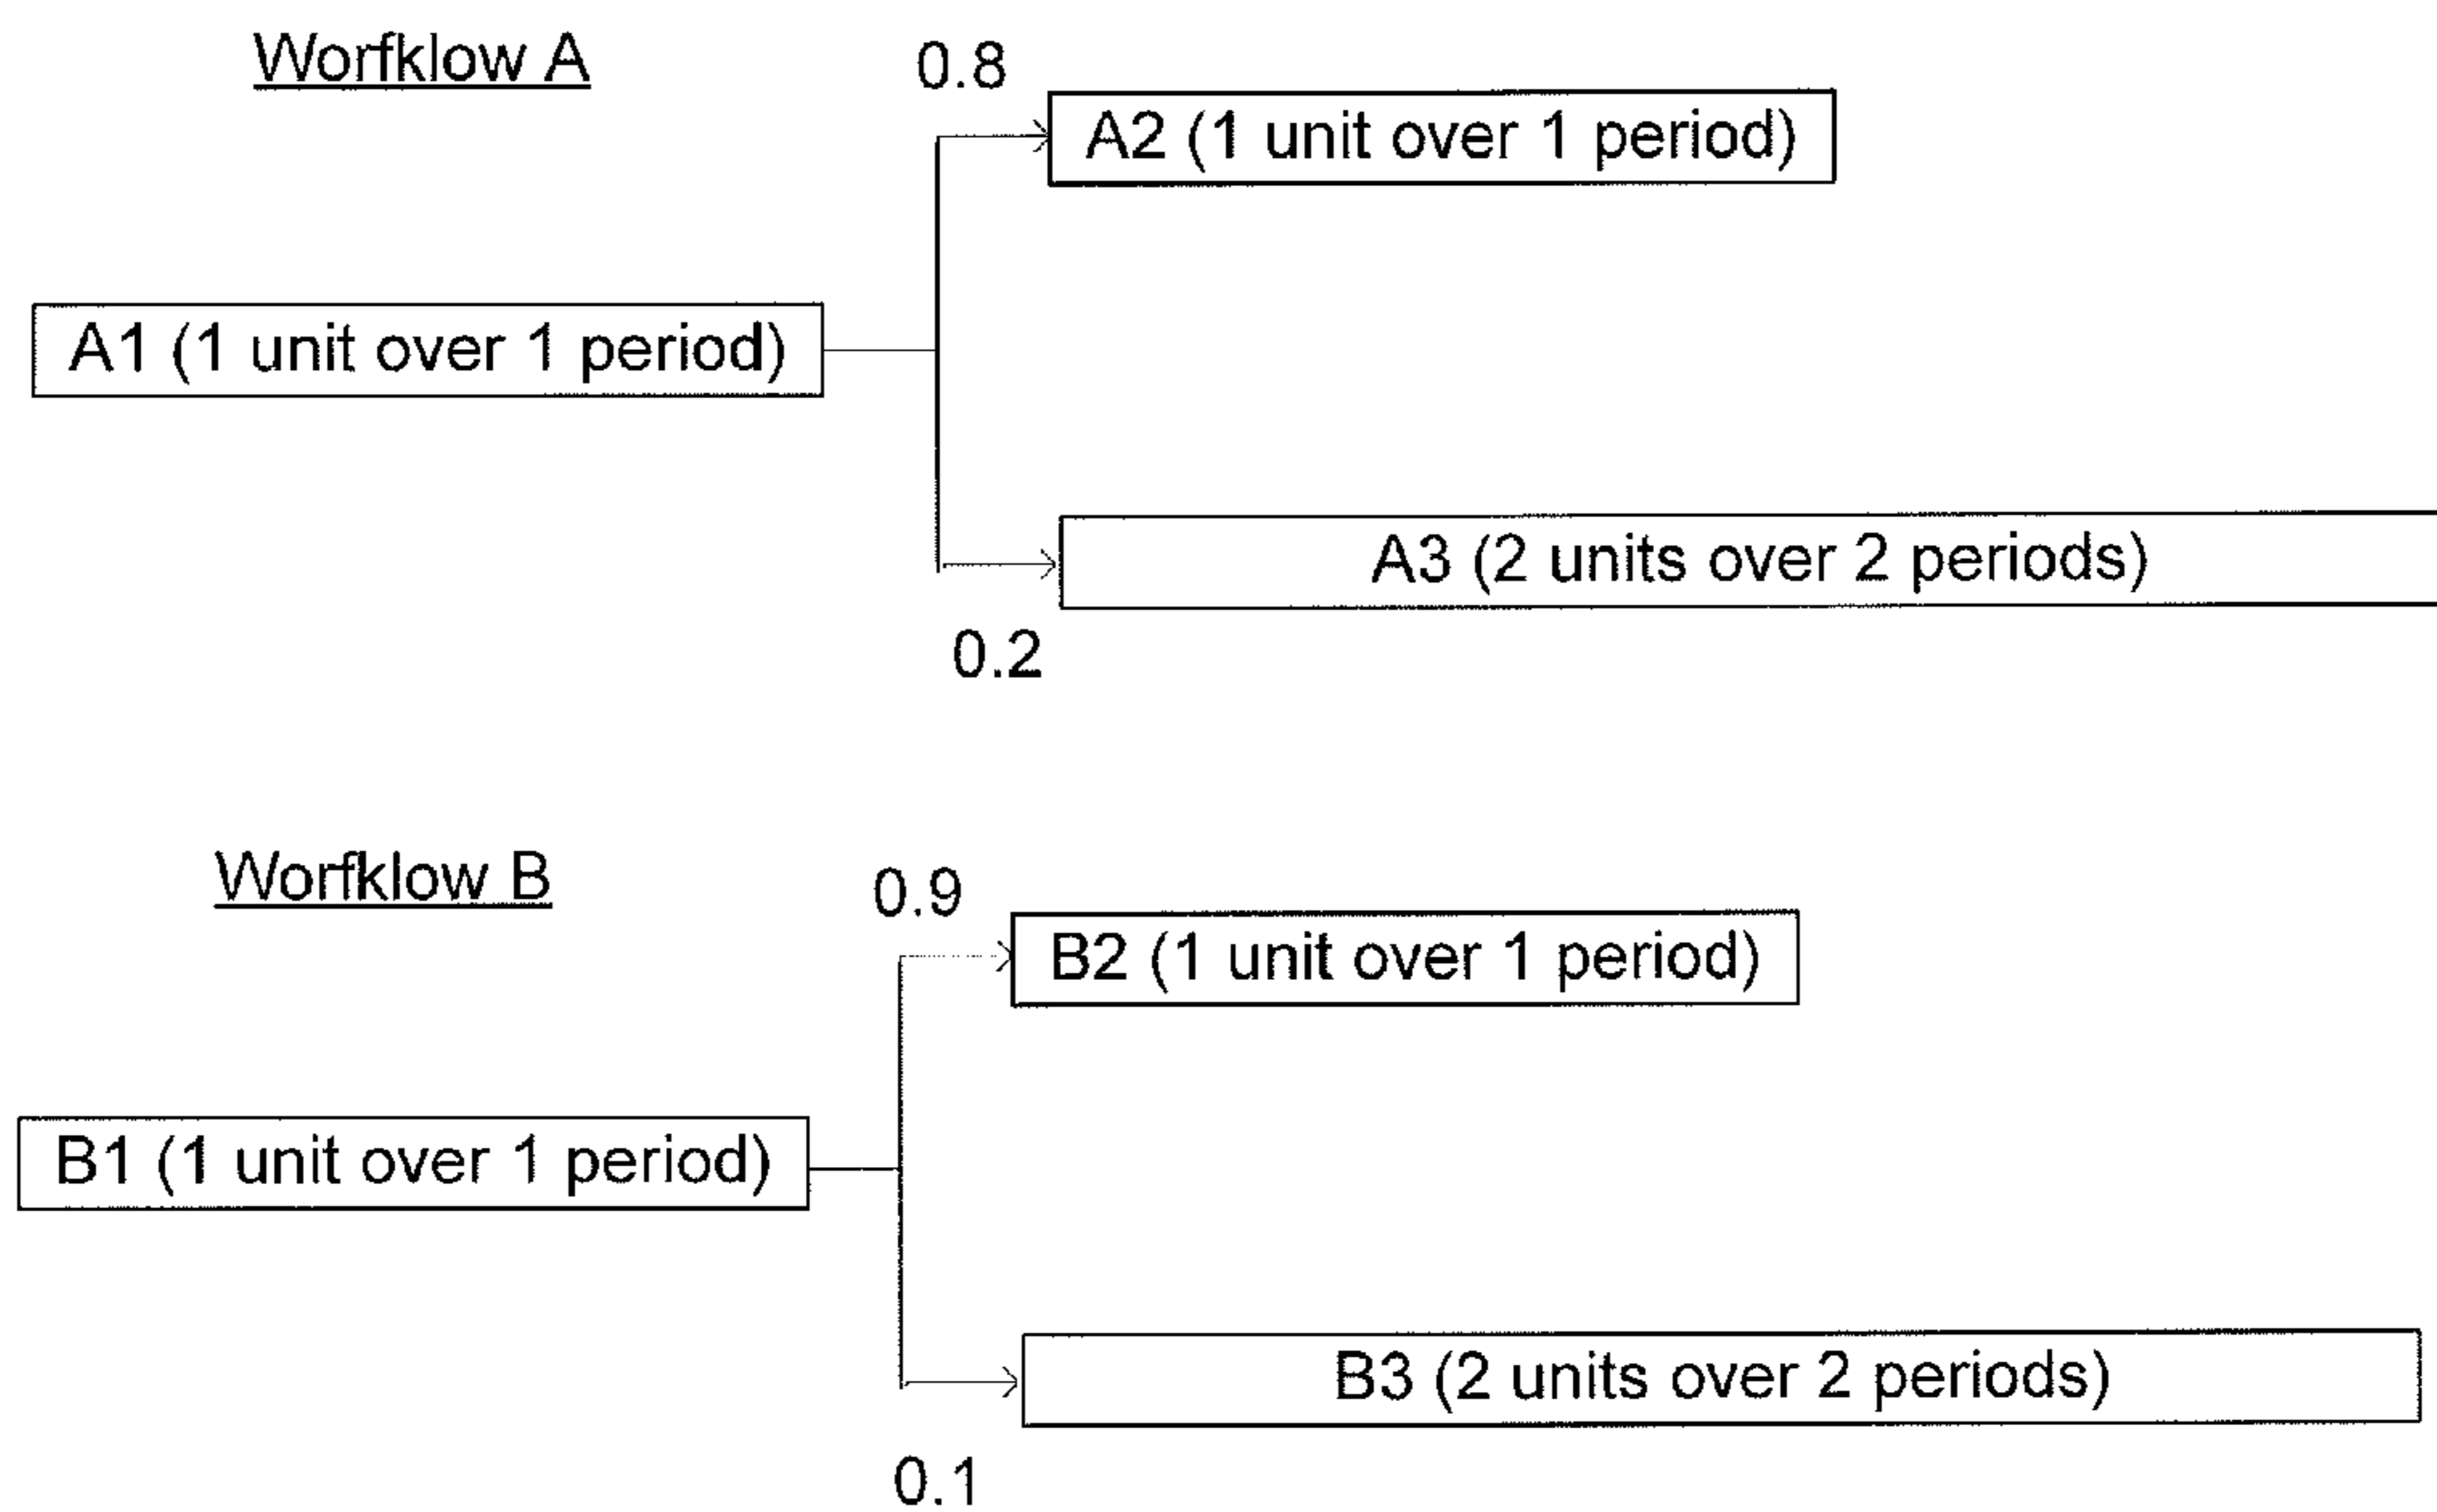 Worfklow A
0.8
A2 (1 unit over 1 period)
A1 (1 unit over 1 period)
A3 (2 units over 2 periods)
0.2
Worfklow B
0.9
B2 (1 unit over 1 period)
B1 (1 unit over 1 period)
B3 (2 units over 2 periods)
0.1